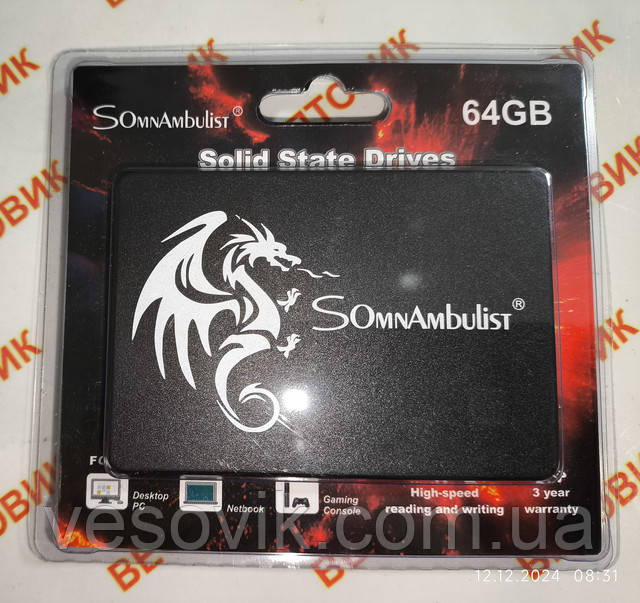 SOMNAMBULIST®
64GB
Solid State Drives
SOMNAMBULIST®
Desktop
PC
Netbook
Gaming
Console
High-speed
reading and writing
3 year
warranty
vesovik.com.ua
12.12.2024 08:31